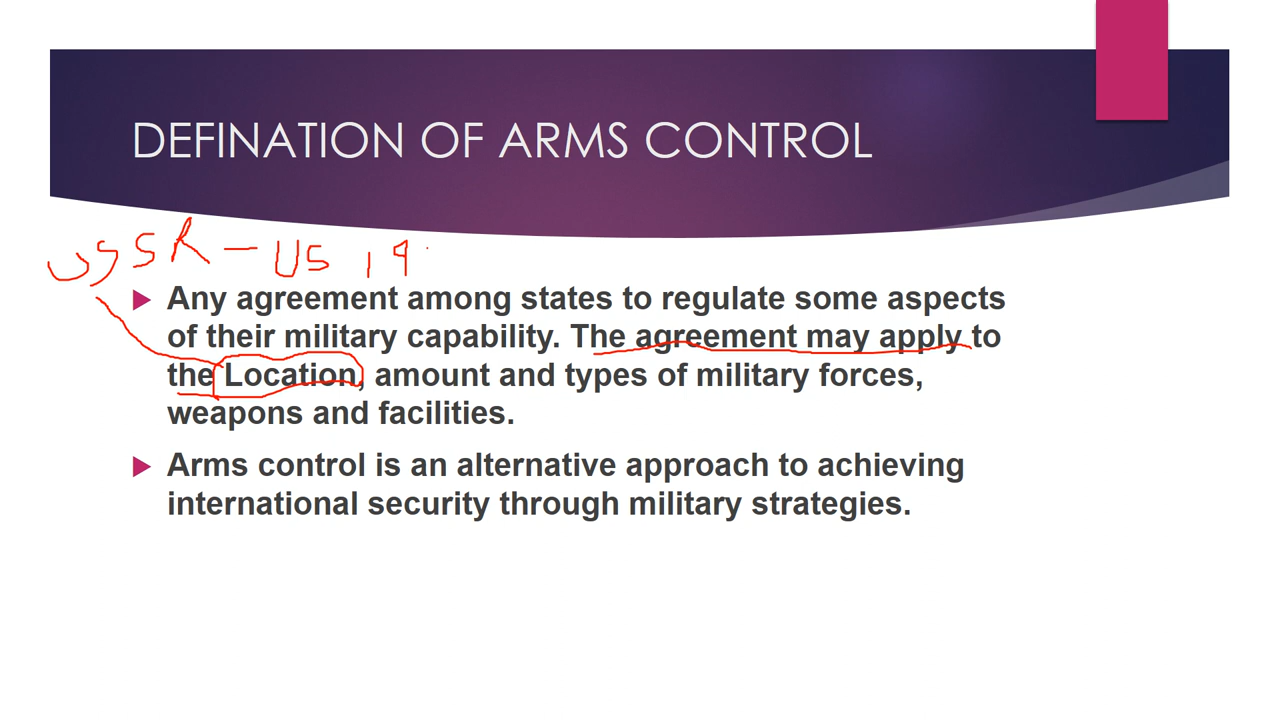 DEFINATION OF ARMS CONTROL
USSR - US 19
Any agreement among states to regulate some aspects
of their military capability. The agreement may apply to
the Location, amount and types of military forces,
weapons and facilities.
Arms control is an alternative approach to achieving
international security through military strategies.